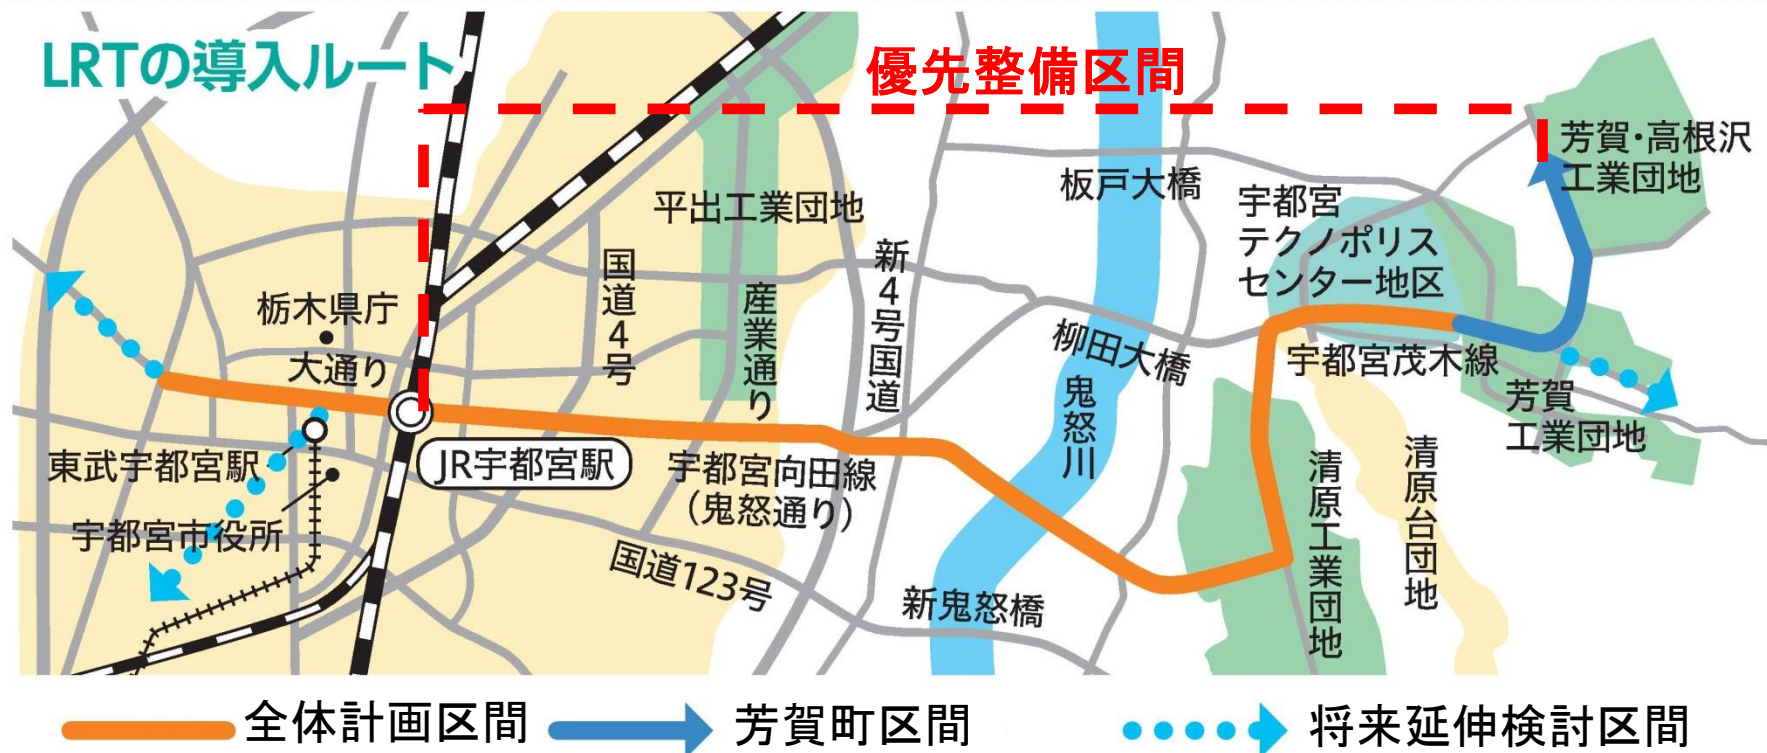 LRTの導入ルート
優先整備区間
芳賀・高根沢
工業団地
板戸大橋
平出工業団地
宇都宮
テクノポリス
センター地区
国道4号
新4号国道
産業通り
栃木県庁
大通り
柳田大橋
宇都宮茂木線
鬼怒川
芳賀
工業団地
東武宇都宮駅
JR宇都宮駅
宇都宮向田線
(鬼怒通り)
清原工業団地
清原台団地
宇都宮市役所
国道123号
新鬼怒橋
全体計画区間
芳賀町区間
将来延伸検討区間